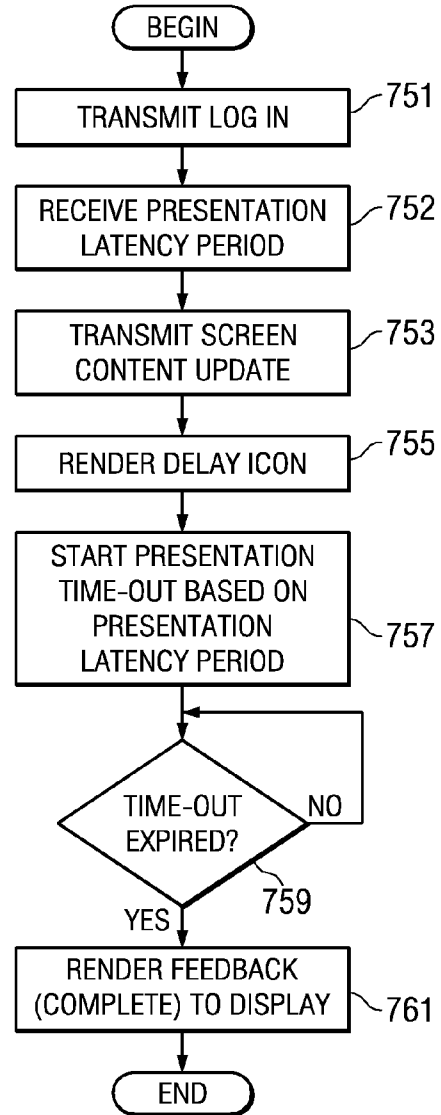 BEGIN
TRANSMIT LOG IN
751
RECEIVE PRESENTATION
LATENCY PERIOD
752
TRANSMIT SCREEN
CONTENT UPDATE
753
RENDER DELAY ICON
755
START PRESENTATION
TIME-OUT BASED ON
PRESENTATION
LATENCY PERIOD
757
TIME-OUT
EXPIRED?
NO
759
YES
RENDER FEEDBACK
(COMPLETE) TO DISPLAY
761
END